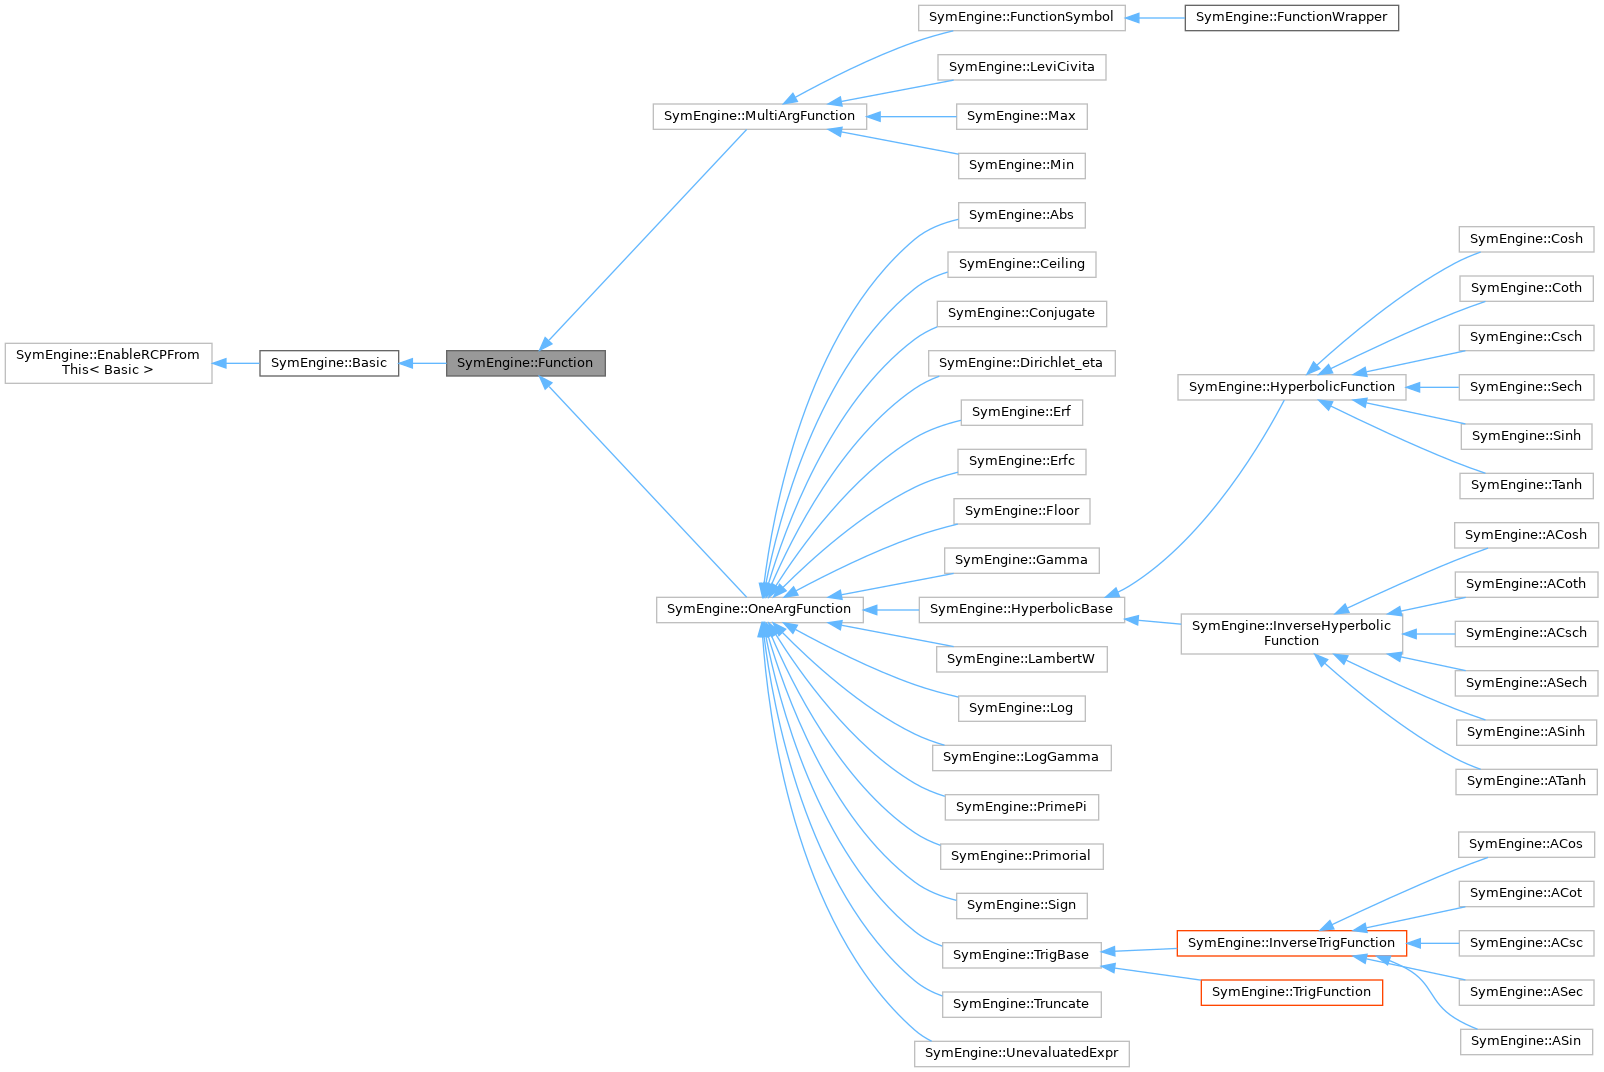 SymEngine::EnableRCPFrom
This< Basic >
SymEngine::Basic
SymEngine::Function
SymEngine::MultiArgFunction
SymEngine::FunctionSymbol
SymEngine::FunctionWrapper
SymEngine::LeviCivita
SymEngine::Max
SymEngine::Min
SymEngine::OneArgFunction
SymEngine::Abs
SymEngine::Ceiling
SymEngine::Conjugate
SymEngine::Dirichlet_eta
SymEngine::Erf
SymEngine::Erfc
SymEngine::Floor
SymEngine::Gamma
SymEngine::HyperbolicBase
SymEngine::HyperbolicFunction
SymEngine::Cosh
SymEngine::Coth
SymEngine::Csch
SymEngine::Sech
SymEngine::Sinh
SymEngine::Tanh
SymEngine::InverseHyperbolic
Function
SymEngine::ACosh
SymEngine::ACoth
SymEngine::ACsch
SymEngine::ASech
SymEngine::ASinh
SymEngine::ATanh
SymEngine::LambertW
SymEngine::Log
SymEngine::LogGamma
SymEngine::PrimePi
SymEngine::Primorial
SymEngine::Sign
SymEngine::TrigBase
SymEngine::InverseTrigFunction
SymEngine::ACos
SymEngine::ACot
SymEngine::ACsc
SymEngine::ASec
SymEngine::ASin
SymEngine::TrigFunction
SymEngine::Truncate
SymEngine::UnevaluatedExpr